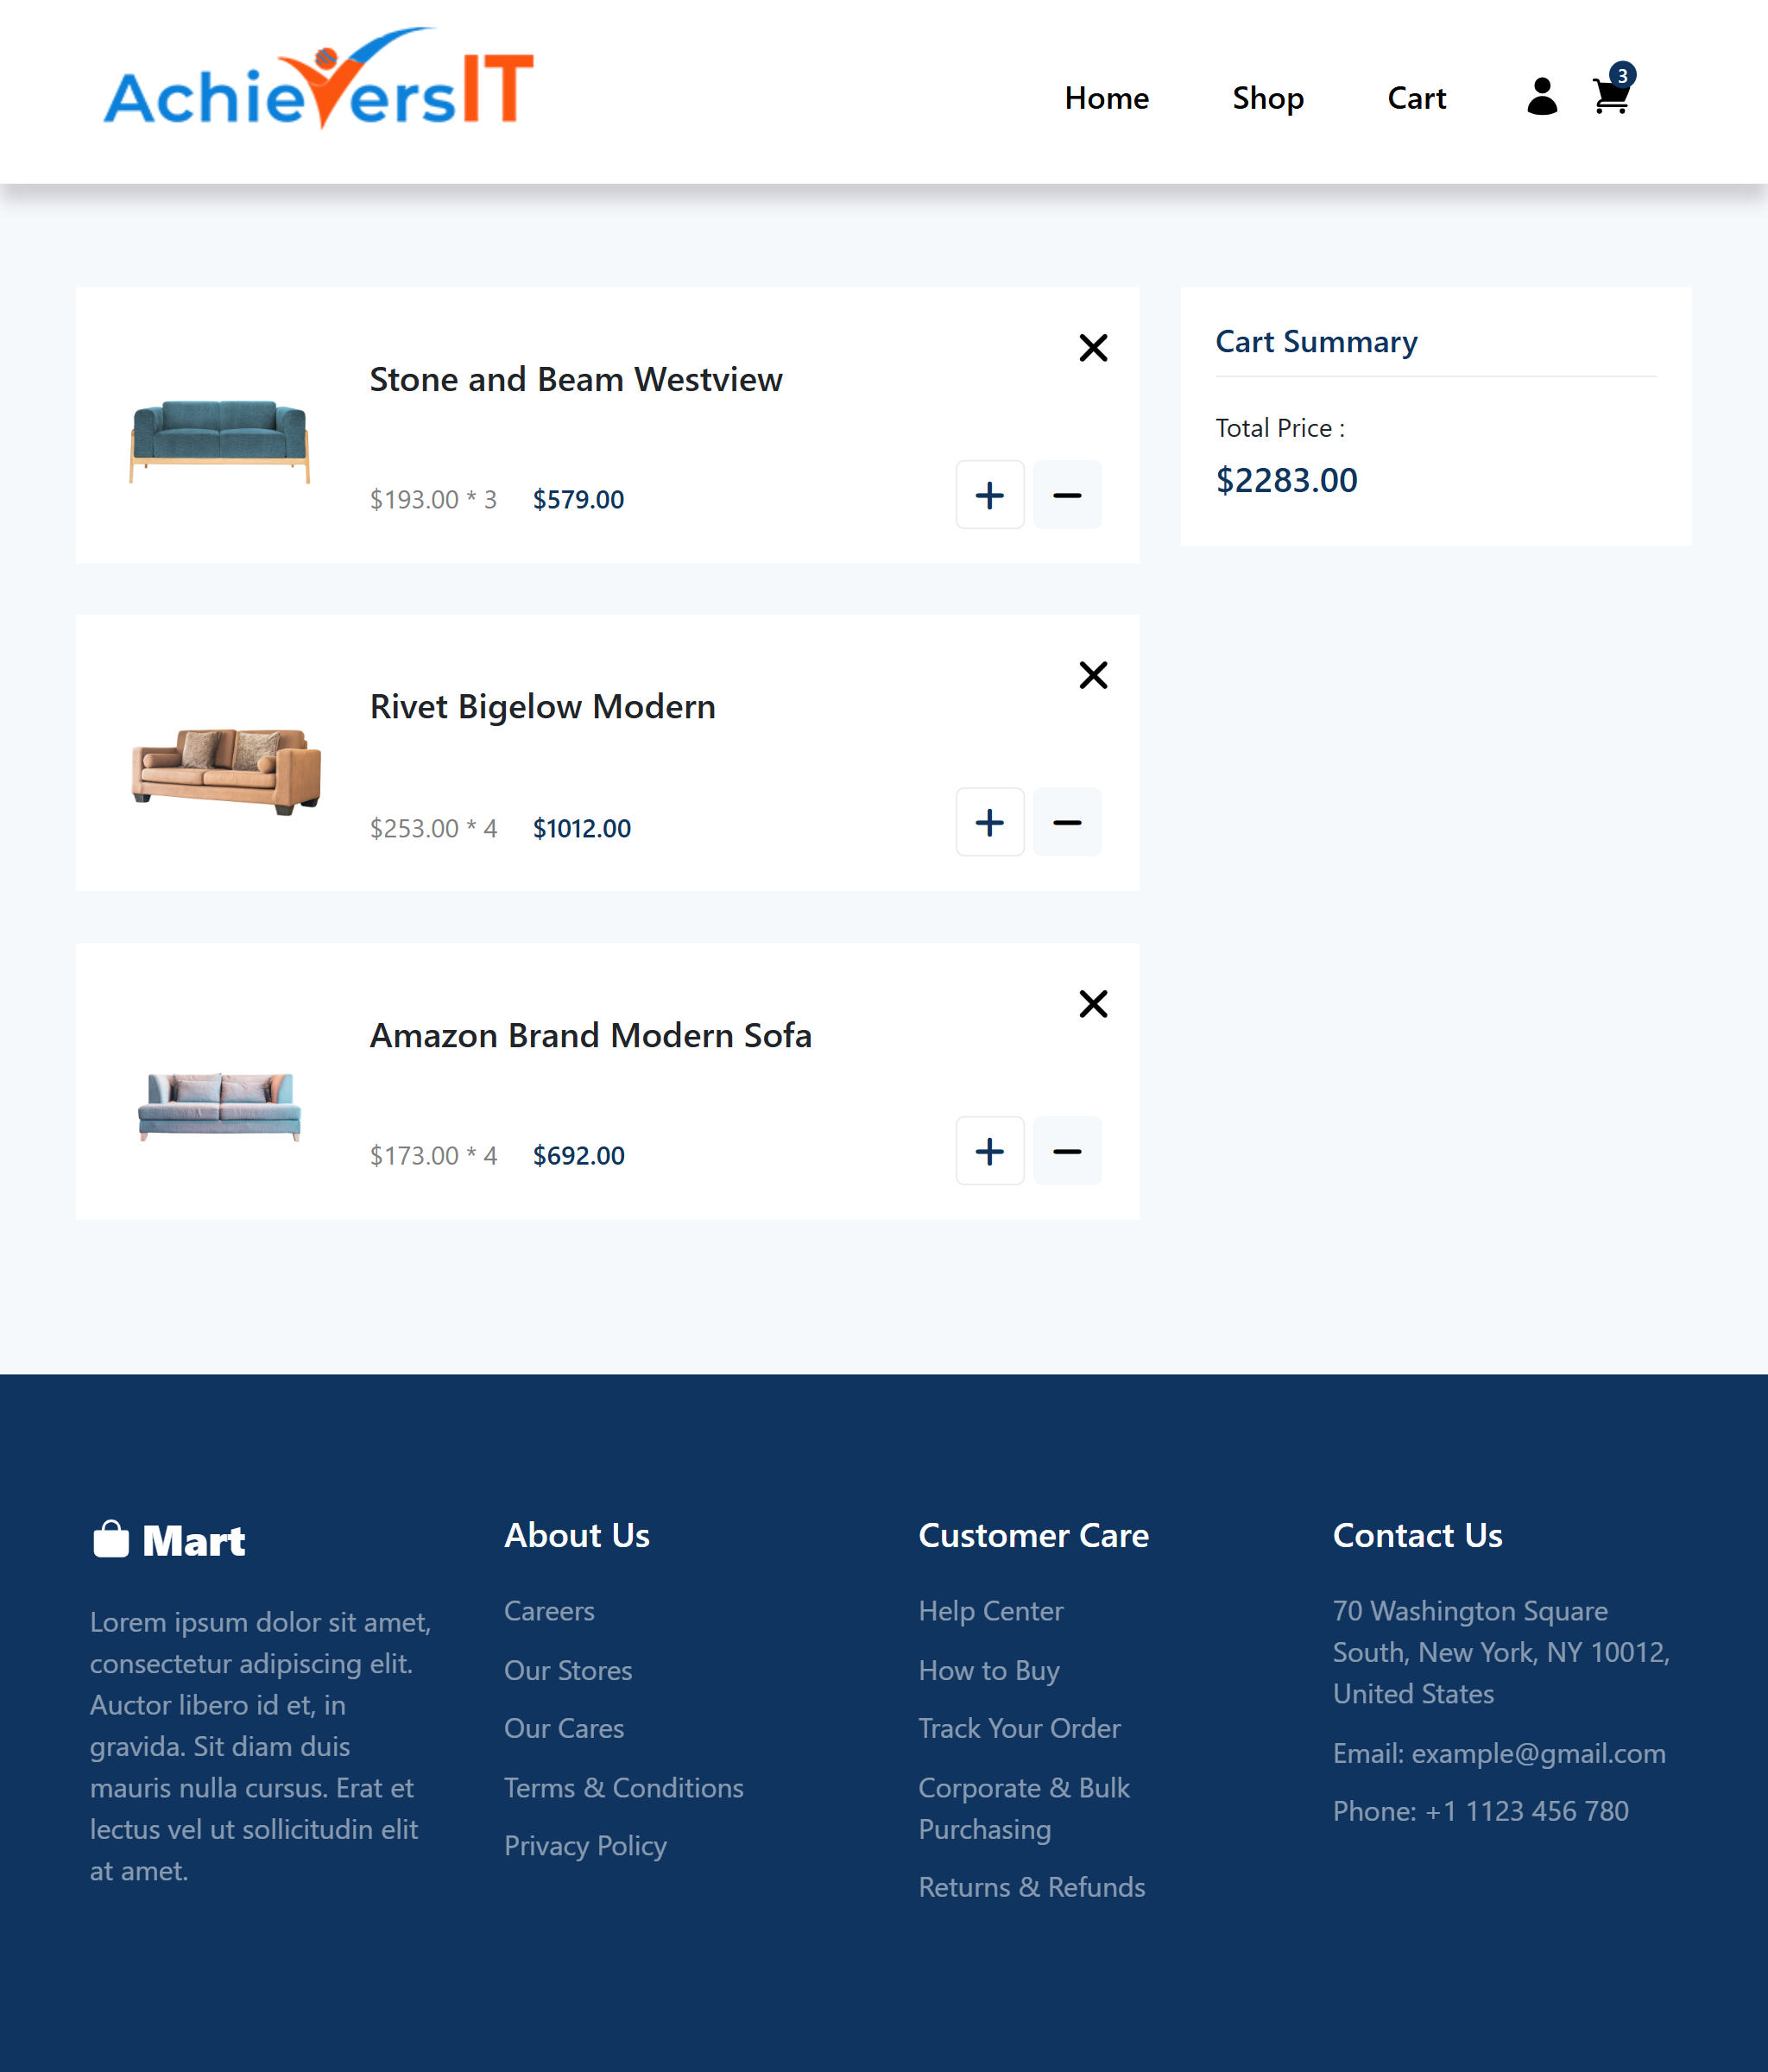 AchieversIT
Home
Shop
Cart
3
Stone and Beam Westview
$193.00 * 3
$579.00
Rivet Bigelow Modern
$253.00 * 4
$1012.00
Amazon Brand Modern Sofa
$173.00 * 4
$692.00
Cart Summary
Total Price :
$2283.00
Mart
Lorem ipsum dolor sit amet,
consectetur adipiscing elit.
Auctor libero id et, in
gravida. Sit diam duis
mauris nulla cursus. Erat et
lectus vel ut sollicitudin elit
at amet.
About Us
Careers
Our Stores
Our Cares
Terms & Conditions
Privacy Policy
Customer Care
Help Center
How to Buy
Track Your Order
Corporate & Bulk
Purchasing
Returns & Refunds
Contact Us
70 Washington Square
South, New York, NY 10012,
United States
Email: example@gmail.com
Phone: +1 1123 456 780